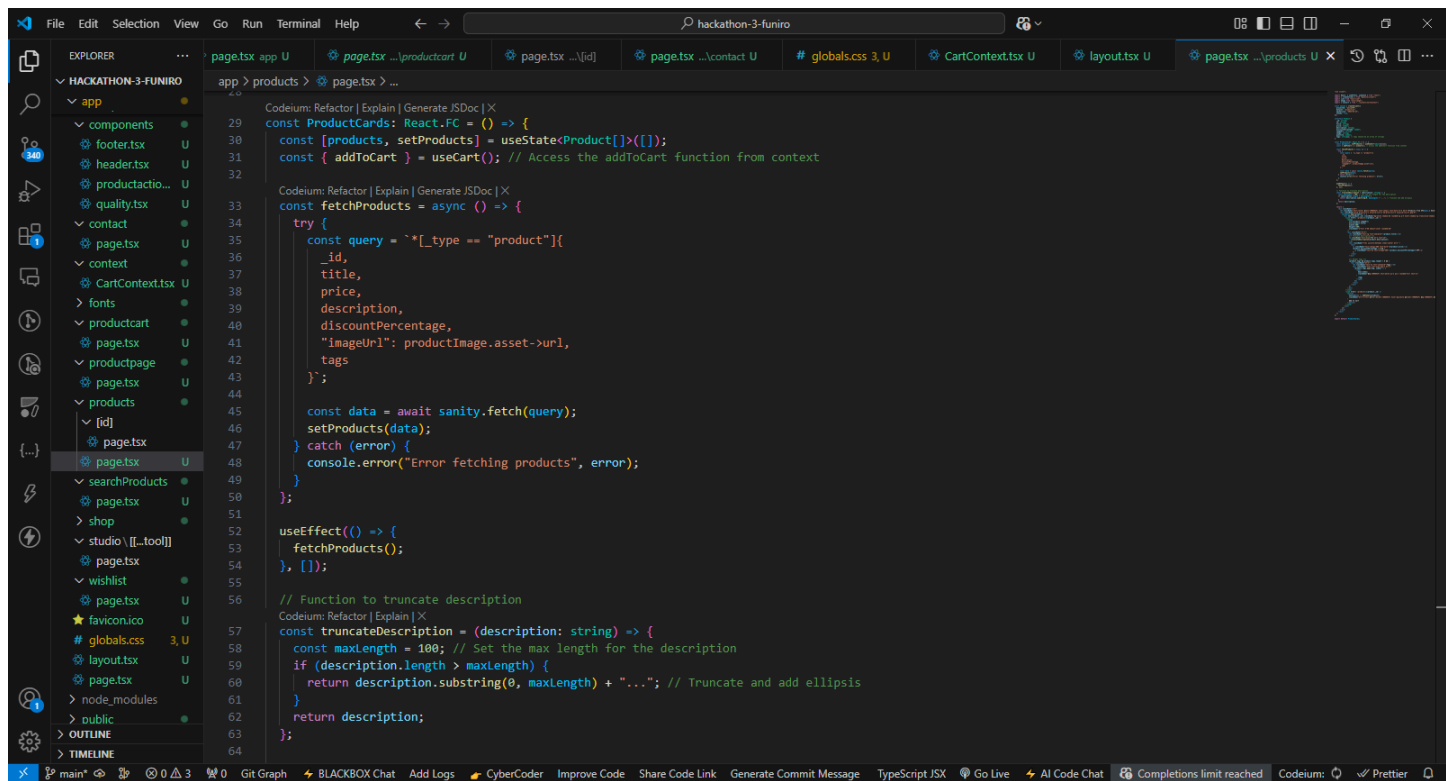 File Edit Selection View Go Run Terminal Help
hackathon-3-funiro
EXPLORER
page.tsx app U
page.tsx ...\productcart U
page.tsx ...\[id]
page.tsx ...\contact U
# globals.css 3, U
CartContext.tsx U
layout.tsx U
page.tsx ...\products U
HACKATHON-3-FUNIRO
app
components
footer.tsx U
header.tsx U
productactio... U
quality.tsx U
contact
page.tsx U
context
CartContext.tsx U
fonts
productcart
page.tsx U
productpage
page.tsx U
products
[id]
page.tsx
page.tsx U
searchProducts
page.tsx U
shop
studio \ [[...tool]]
page.tsx
wishlist
page.tsx U
favicon.ico U
# globals.css 3, U
layout.tsx U
page.tsx U
node_modules
public
OUTLINE
TIMELINE
340
1
1
app > products > page.tsx > ...
28
Codeium: Refactor | Explain | Generate JSDoc | X
29 const ProductCards: React.FC = () => {
30 const [products, setProducts] = useState<Product[]>([]);
31 const { addToCart } = useCart(); // Access the addToCart function from context
32
Codeium: Refactor | Explain | Generate JSDoc | X
33 const fetchProducts = async () => {
34 try {
35 const query = `*[_type == "product"]{
36 _id,
37 title,
38 price,
39 description,
40 discountPercentage,
41 "imageUrl": productImage.asset->url,
42 tags
43 }`;
44
45 const data = await sanity.fetch(query);
46 setProducts(data);
47 } catch (error) {
48 console.error("Error fetching products", error);
49 }
50 };
51
52 useEffect(() => {
53 fetchProducts();
54 }, []);
55
56 // Function to truncate description
Codeium: Refactor | Explain | X
57 const truncateDescription = (description: string) => {
58 const maxLength = 100; // Set the max length for the description
59 if (description.length > maxLength) {
60 return description.substring(0, maxLength) + "..."; // Truncate and add ellipsis
61 }
62 return description;
63 };
64
main* 0 3 0 Git Graph BLACKBOX Chat Add Logs CyberCoder Improve Code Share Code Link Generate Commit Message TypeScript JSX Go Live AI Code Chat Completions limit reached Codeium: Prettier